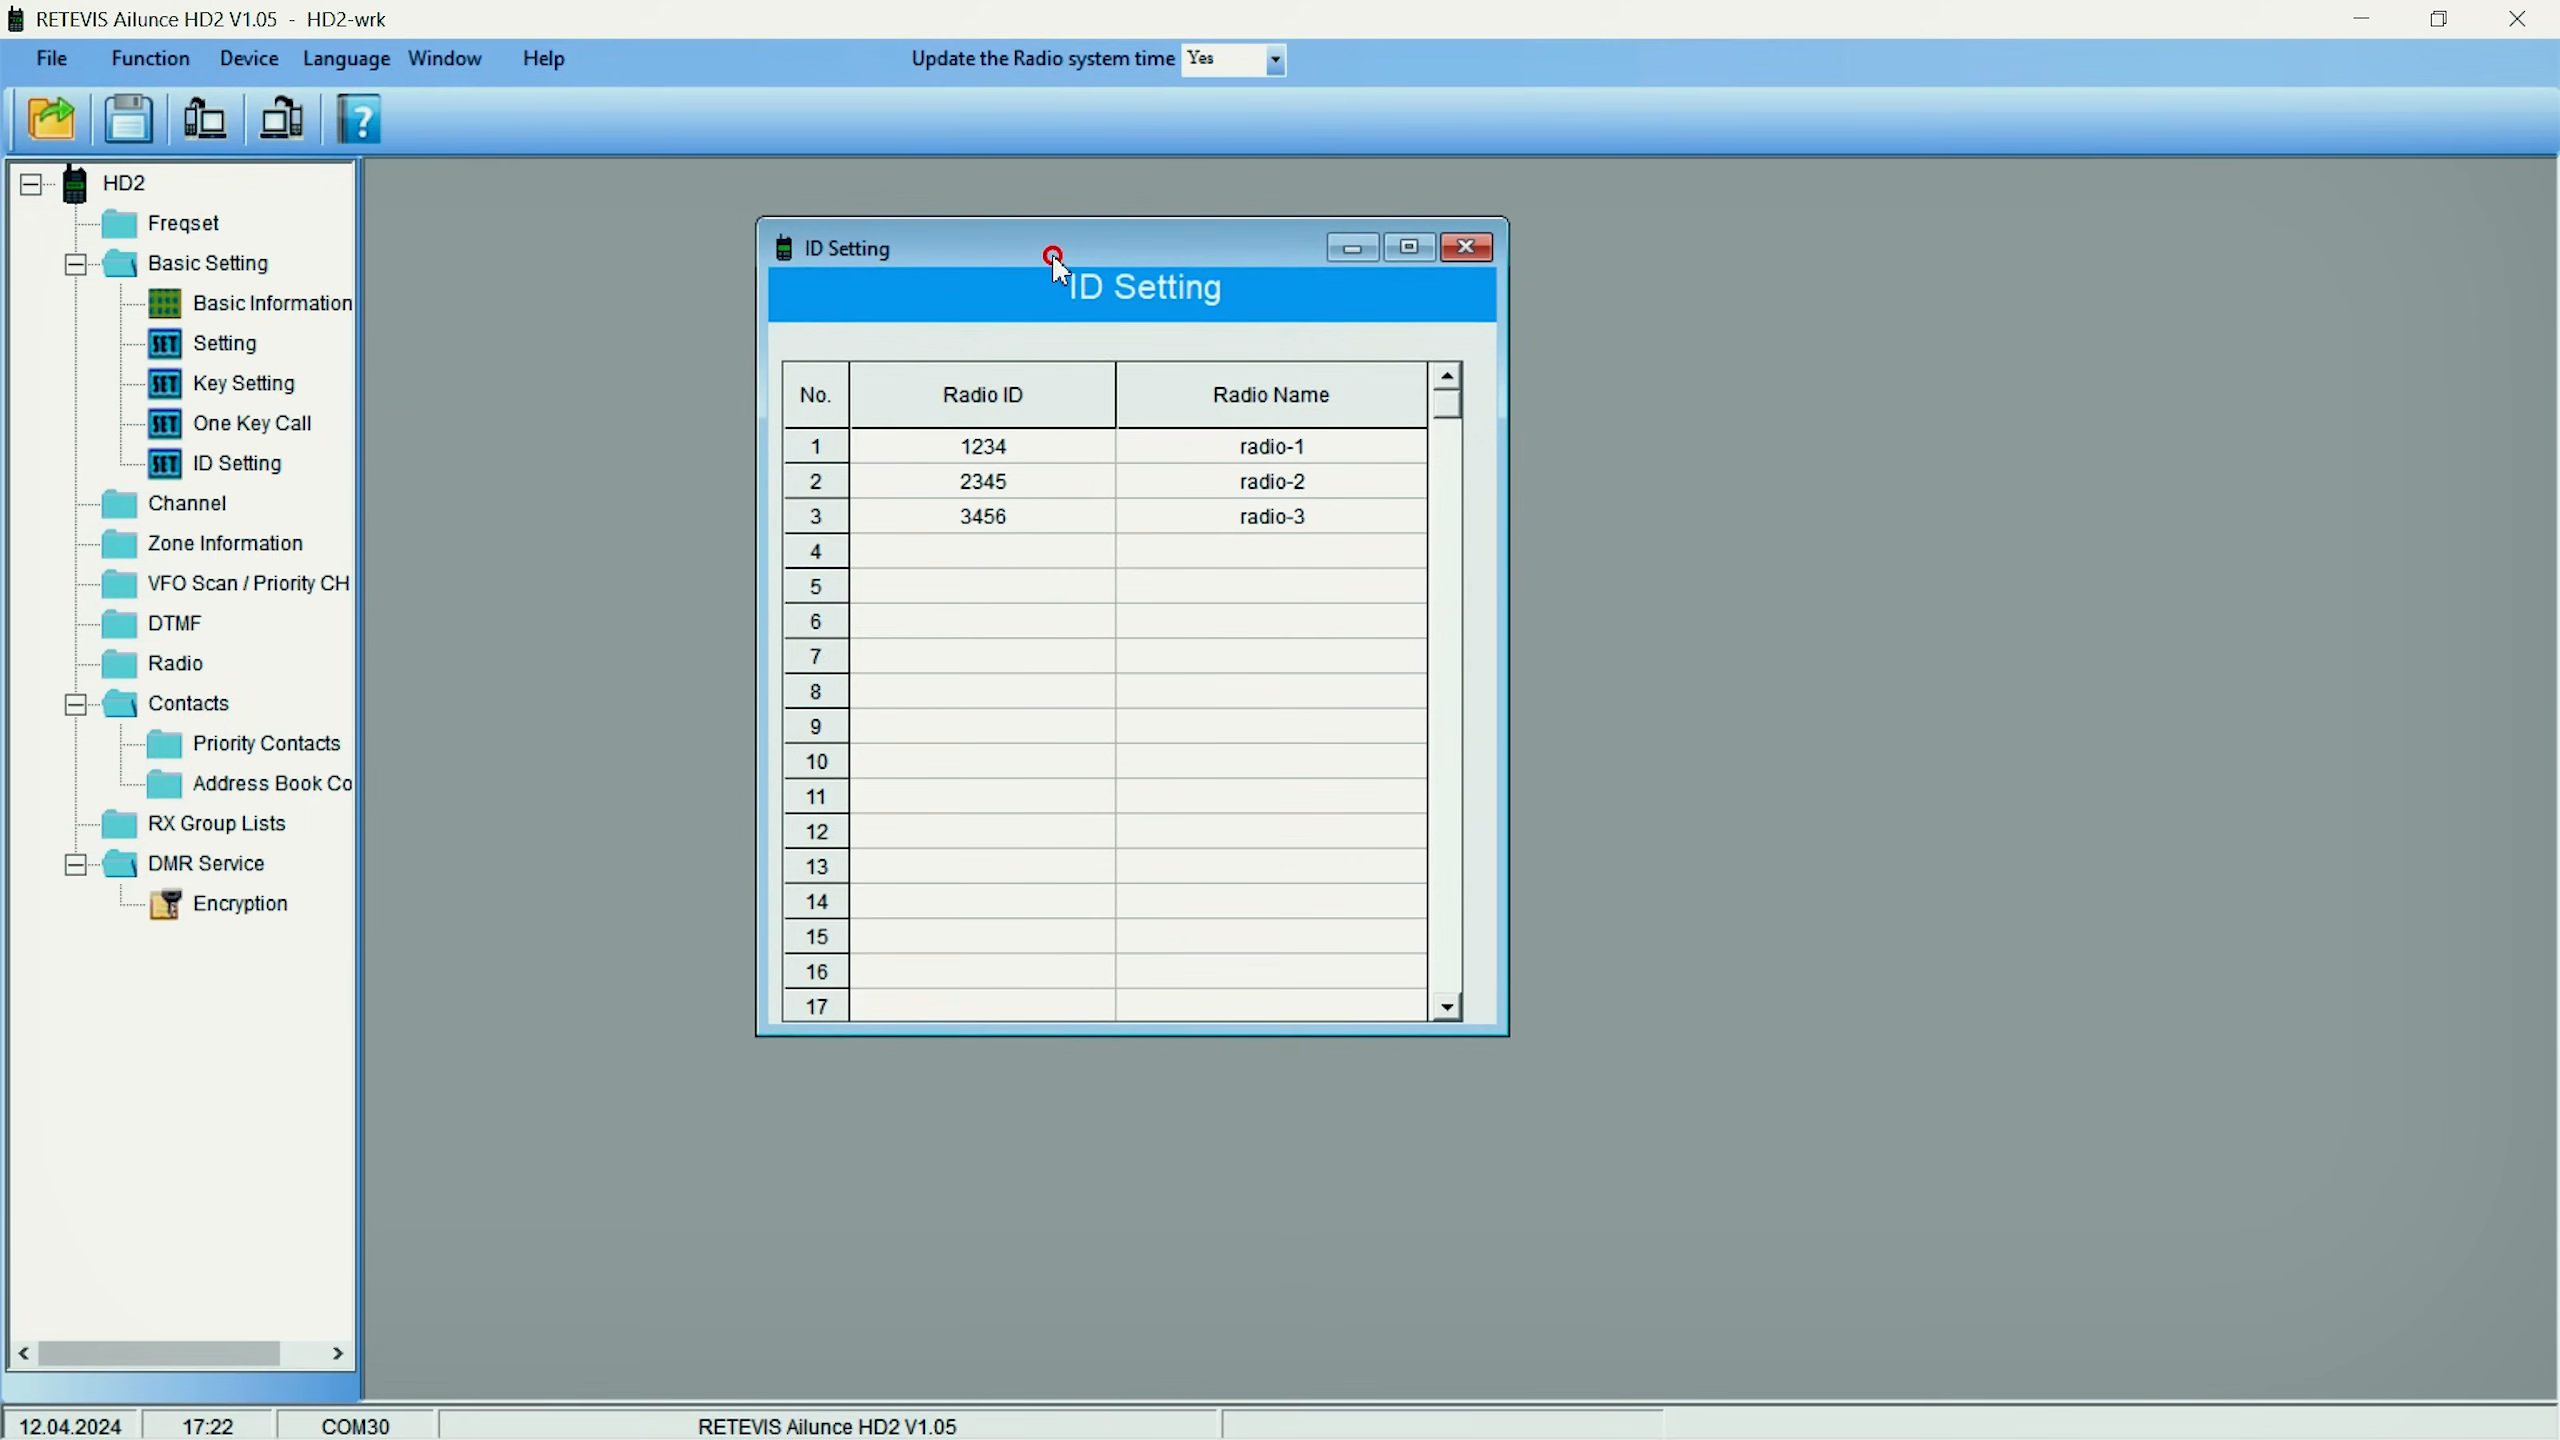 RETEVIS Ailunce HD2 V1.05 - HD2-wrk
File Function Device Language Window Help Update the Radio system time Yes
HD2
Freqset
Basic Setting
Basic Information
SET Setting
SET Key Setting
SET One Key Call
SET ID Setting
Channel
Zone Information
VFO Scan / Priority CH
DTMF
Radio
Contacts
Priority Contacts
Address Book Co
RX Group Lists
DMR Service
Encryption
ID Setting
ID Setting
No. Radio ID Radio Name
1 1234 radio-1
2 2345 radio-2
3 3456 radio-3
4
5
6
7
8
9
10
11
12
13
14
15
16
17
12.04.2024 17:22 COM30 RETEVIS Ailunce HD2 V1.05